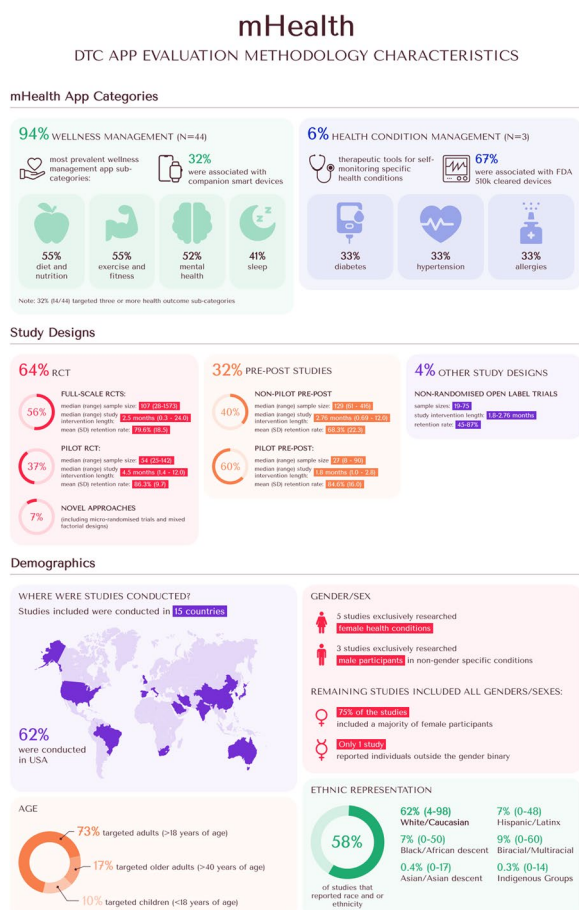 mHealth
DTC APP EVALUATION METHODOLOGY CHARACTERISTICS
mHealth App Categories
94% WELLNESS MANAGEMENT (N=44)
most prevalent wellness
management app sub-
categories:
32%
were associated with
companion smart devices
55%
diet and
nutrition
55%
exercise and
fitness
52%
mental
health
41%
sleep
Note: 32% (14/44) targeted three or more health outcome sub-categories
6% HEALTH CONDITION MANAGEMENT (N=3)
therapeutic tools for self-
monitoring specific
health conditions
67%
were associated with FDA
510k cleared devices
33%
diabetes
33%
hypertension
33%
allergies
Study Designs
64% RCT
56%
FULL-SCALE RCTS:
median (range) sample size: 107 (28-1573)
median (range) study
intervention length: 2.5 months (0.3 - 24.0)
mean (SD) retention rate: 79.6% (16.5)
37%
PILOT RCT:
median (range) sample size: 54 (25-142)
median (range) study
intervention length: 4.5 months (1.4 - 12.0)
mean (SD) retention rate: 86.3% (9.7)
7%
NOVEL APPROACHES
(including micro-randomised trials and mixed
factorial designs)
32% PRE-POST STUDIES
40%
NON-PILOT PRE-POST
median (range) sample size: 129 (61 - 416)
median (range) study
intervention length: 2.76 months (0.69 - 12.0)
mean (SD) retention rate: 68.3% (22.3)
60%
PILOT PRE-POST:
median (range) sample size: 27 (8 - 90)
median (range) study
intervention length: 1.6 months (1.0 - 2.8)
mean (SD) retention rate: 84.0% (16.0)
4% OTHER STUDY DESIGNS
NON-RANDOMISED OPEN LABEL TRIALS
sample sizes: 19-75
study intervention length: 1.8-2.76 months
retention rate: 45-87%
Demographics
WHERE WERE STUDIES CONDUCTED?
Studies included were conducted in 15 countries
62%
were conducted
in USA
AGE
73% targeted adults (>18 years of age)
17% targeted older adults (>40 years of age)
10% targeted children (<18 years of age)
GENDER/SEX
5 studies exclusively researched
female health conditions
3 studies exclusively researched
male participants in non-gender specific conditions
REMAINING STUDIES INCLUDED ALL GENDERS/SEXES:
75% of the studies
included a majority of female participants
Only 1 study
reported individuals outside the gender binary
ETHNIC REPRESENTATION
58%
of studies that
reported race and or
ethnicity
62% (4-98)
White/Caucasian
7% (0-48)
Hispanic/Latinx
7% (0-50)
Black/African descent
9% (0-60)
Biracial/Multiracial
0.4% (0-17)
Asian/Asian descent
0.3% (0-14)
Indigenous Groups